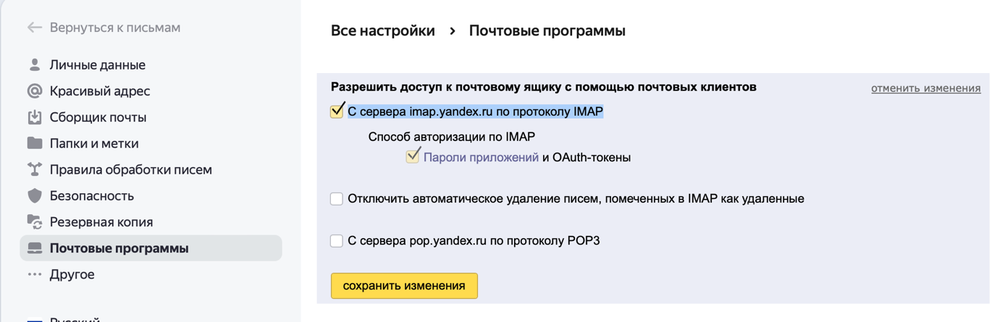 Вернуться к письмам
Личные данные
Красивый адрес
Сборщик почты
Папки и метки
Правила обработки писем
Безопасность
Резервная копия
Почтовые программы
Другое
Русский
Все настройки › Почтовые программы
Разрешить доступ к почтовому ящику с помощью почтовых клиентов
отменить изменения
С сервера imap.yandex.ru по протоколу IMAP
Способ авторизации по IMAP
Пароли приложений и OAuth-токены
Отключить автоматическое удаление писем, помеченных в IMAP как удаленные
С сервера pop.yandex.ru по протоколу POP3
сохранить изменения